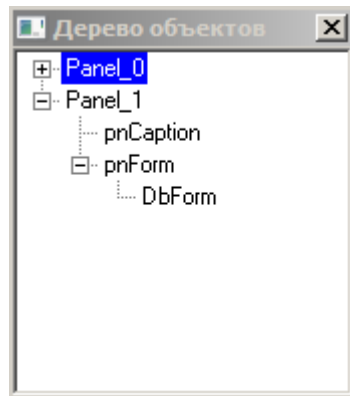 Дерево объектов
Panel_0
Panel_1
pnCaption
pnForm
DbForm